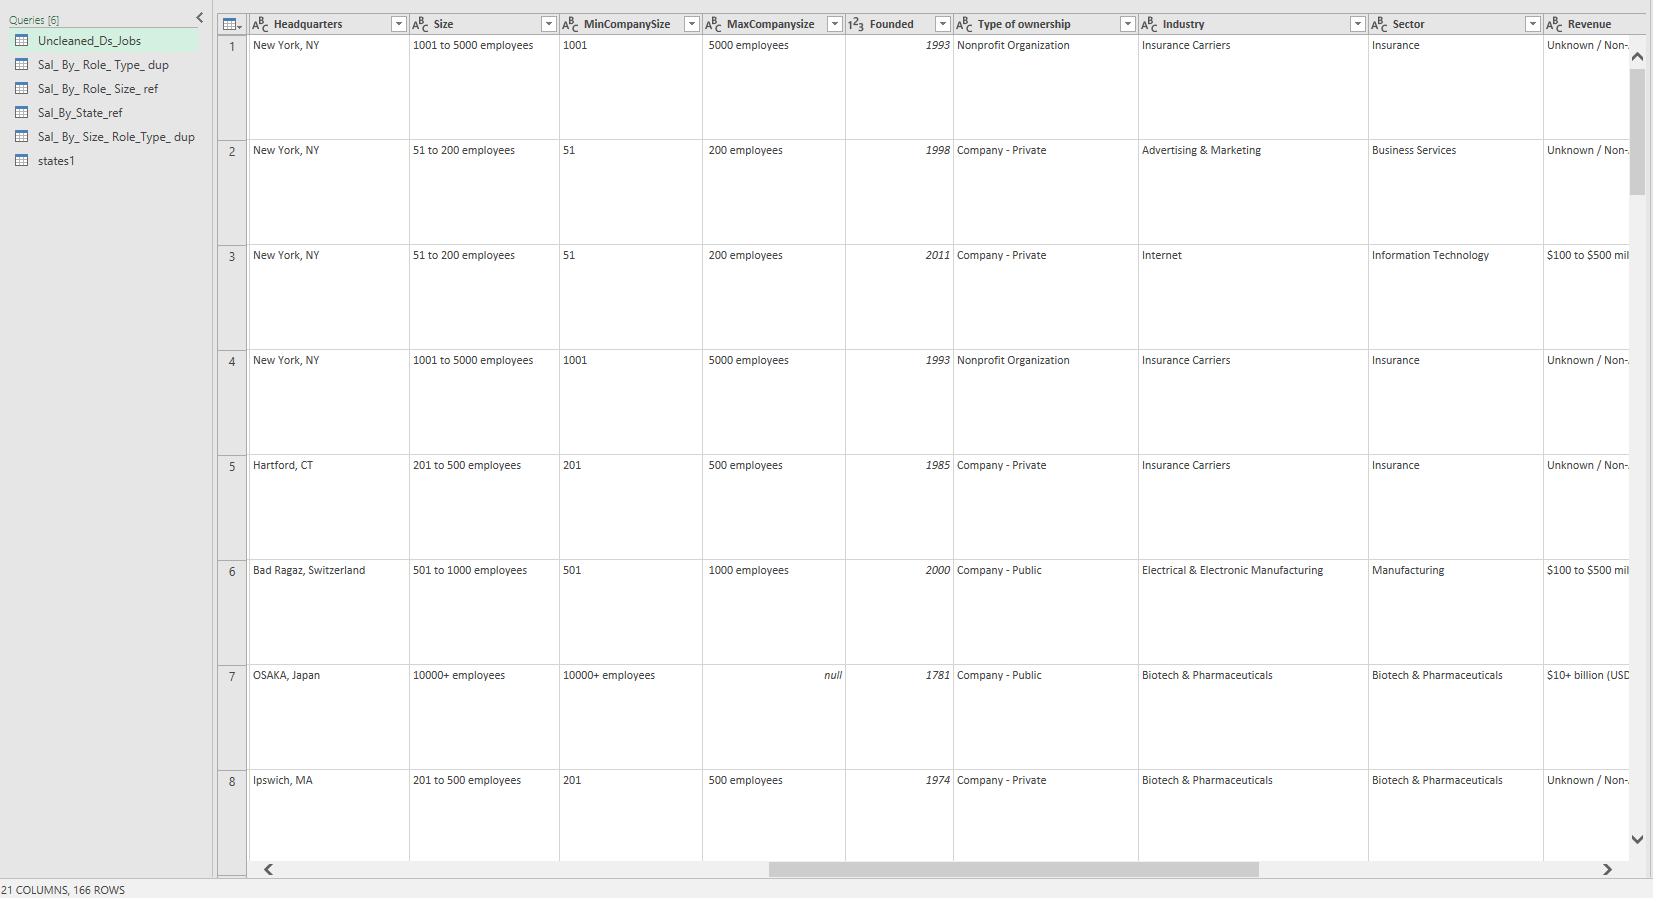 Queries [6]
Uncleaned_Ds_Jobs
Sal_ By_ Role_ Type_ dup
Sal_ By_ Role_ Size_ ref
Sal_By_State_ref
Sal_ By_ Size_ Role_Type_ dup
states1
ABC Headquarters ABC Size ABC MinCompanySize ABC MaxCompanysize 123 Founded ABC Type of ownership ABC Industry ABC Sector ABC Revenue
1 New York, NY 1001 to 5000 employees 1001 5000 employees 1993 Nonprofit Organization Insurance Carriers Insurance Unknown / Non-
2 New York, NY 51 to 200 employees 51 200 employees 1998 Company - Private Advertising & Marketing Business Services Unknown / Non-
3 New York, NY 51 to 200 employees 51 200 employees 2011 Company - Private Internet Information Technology $100 to $500 mil
4 New York, NY 1001 to 5000 employees 1001 5000 employees 1993 Nonprofit Organization Insurance Carriers Insurance Unknown / Non-
5 Hartford, CT 201 to 500 employees 201 500 employees 1985 Company - Private Insurance Carriers Insurance Unknown / Non-
6 Bad Ragaz, Switzerland 501 to 1000 employees 501 1000 employees 2000 Company - Public Electrical & Electronic Manufacturing Manufacturing $100 to $500 mil
7 OSAKA, Japan 10000+ employees 10000+ employees null 1781 Company - Public Biotech & Pharmaceuticals Biotech & Pharmaceuticals $10+ billion (USD
8 Ipswich, MA 201 to 500 employees 201 500 employees 1974 Company - Private Biotech & Pharmaceuticals Biotech & Pharmaceuticals Unknown / Non-
21 COLUMNS, 166 ROWS